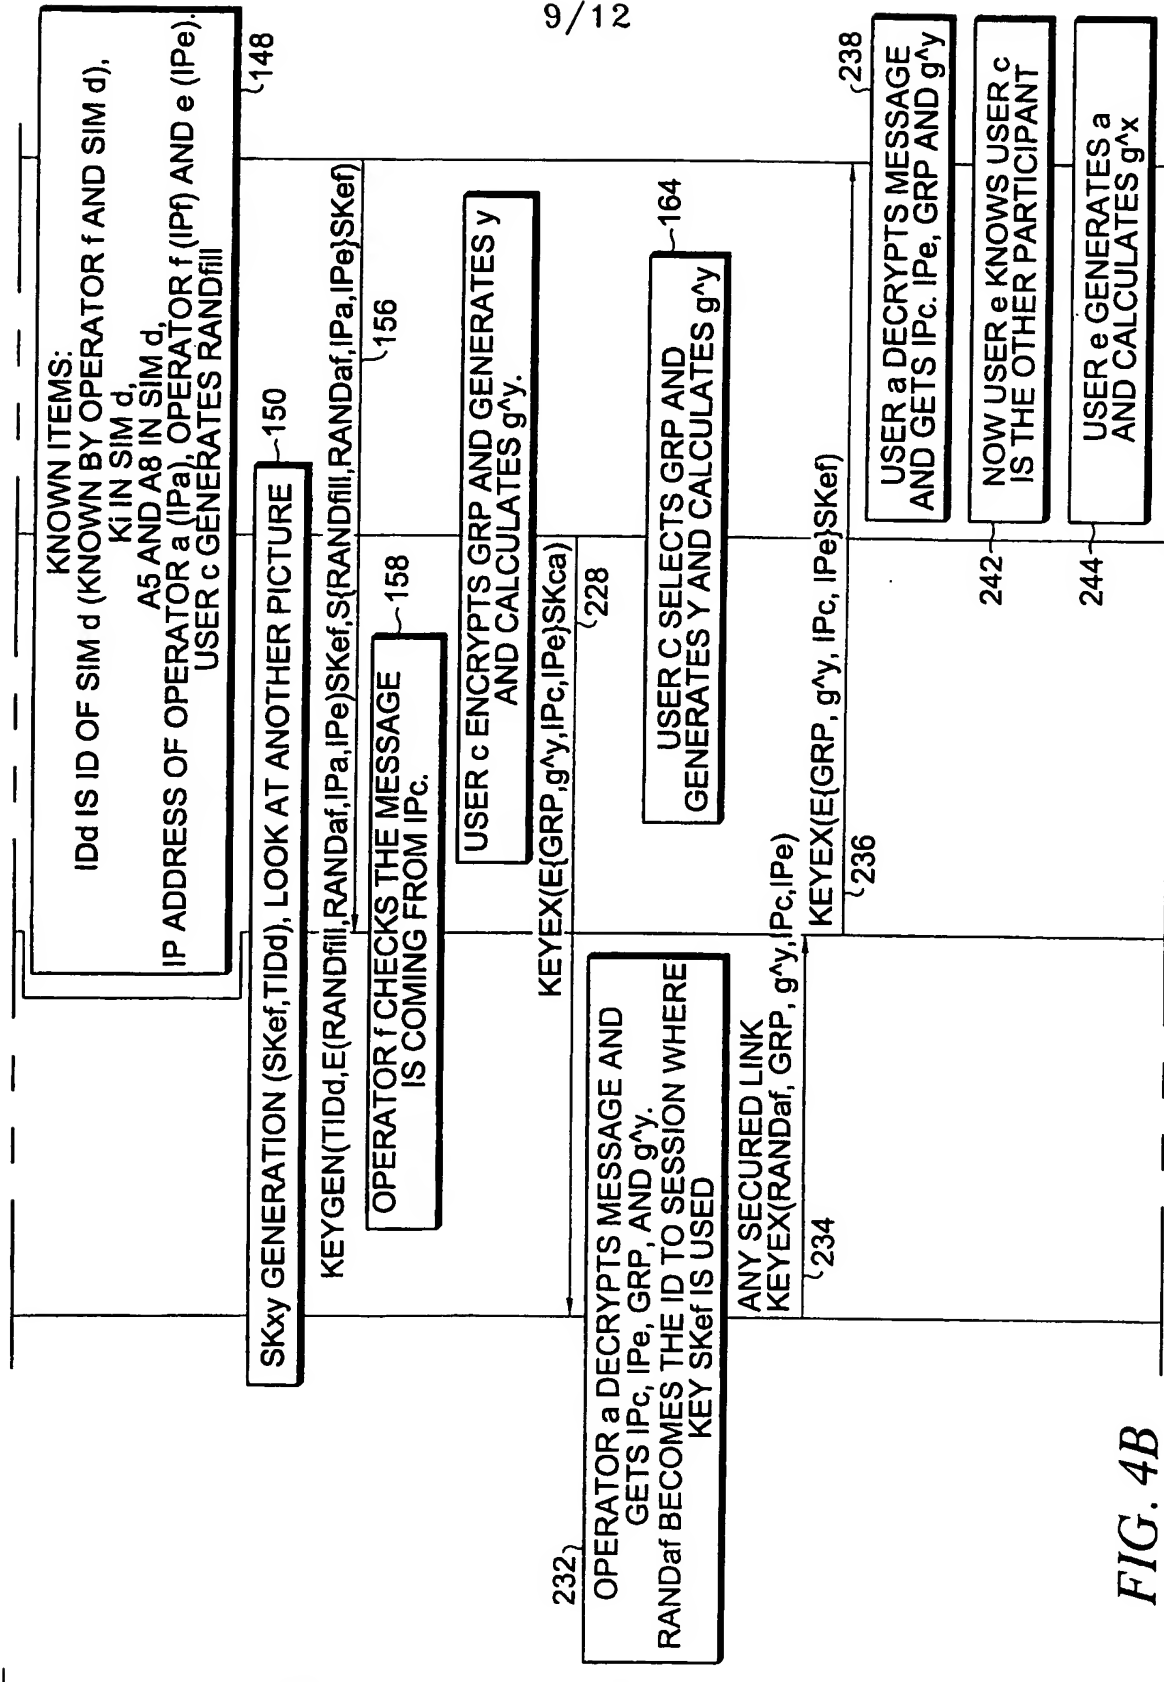 9/12
KNOWN ITEMS:
IDd IS ID OF SIM d (KNOWN BY OPERATOR f AND SIM d),
Ki IN SIM d,
A5 AND A8 IN SIM d,
IP ADDRESS OF OPERATOR a (IPa), OPERATOR f (IPf) AND e (IPe).
USER c GENERATES RANDfill
148
SKxy GENERATION (SKef,TIDd), LOOK AT ANOTHER PICTURE
150
KEYGEN(TIDd,E(RANDfill,RANDaf,IPa,IPe}SKef,S{RANDfill,RANDaf,IPa,IPe}SKef)
156
OPERATOR f CHECKS THE MESSAGE
IS COMING FROM IPc.
158
USER c ENCRYPTS GRP AND GENERATES y
AND CALCULATES g^y.
KEYEX(E{GRP,g^y,IPc,IPe}SKca)
228
232
OPERATOR a DECRYPTS MESSAGE AND
GETS IPc, IPe, GRP, AND g^y.
RANDaf BECOMES THE ID TO SESSION WHERE
KEY SKef IS USED
USER C SELECTS GRP AND
GENERATES Y AND CALCULATES g^y
164
ANY SECURED LINK
KEYEX(RANDaf, GRP, g^y,IPc,IPe)
234
KEYEX(E{GRP, g^y, IPc, IPe}SKef)
236
238
USER a DECRYPTS MESSAGE
AND GETS IPc. IPe, GRP AND g^y
242
NOW USER e KNOWS USER c
IS THE OTHER PARTICIPANT
244
USER e GENERATES a
AND CALCULATES g^x
FIG. 4B